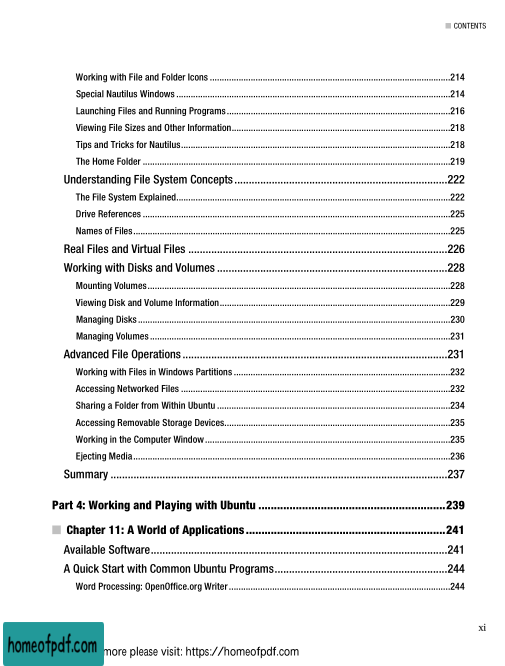 ■ CONTENTS
Working with File and Folder Icons ........................................................................................................214
Special Nautilus Windows ........................................................................................................214
Launching Files and Running Programs ........................................................................................................216
Viewing File Sizes and Other Information ........................................................................................................218
Tips and Tricks for Nautilus ........................................................................................................218
The Home Folder ........................................................................................................219
Understanding File System Concepts ........................................................................222
The File System Explained ........................................................................................................222
Drive References ........................................................................................................225
Names of Files ........................................................................................................225
Real Files and Virtual Files ........................................................................226
Working with Disks and Volumes ........................................................................228
Mounting Volumes ........................................................................................................228
Viewing Disk and Volume Information ........................................................................................................229
Managing Disks ........................................................................................................230
Managing Volumes ........................................................................................................231
Advanced File Operations ........................................................................231
Working with Files in Windows Partitions ........................................................................................................232
Accessing Networked Files ........................................................................................................232
Sharing a Folder from Within Ubuntu ........................................................................................................234
Accessing Removable Storage Devices ........................................................................................................235
Working in the Computer Window ........................................................................................................235
Ejecting Media ........................................................................................................236
Summary ........................................................................237
Part 4: Working and Playing with Ubuntu ............................................................239
■ Chapter 11: A World of Applications ............................................................241
Available Software ........................................................................241
A Quick Start with Common Ubuntu Programs ........................................................................244
Word Processing: OpenOffice.org Writer ........................................................................................................244
xi
homeofpdf.com more please visit: https://homeofpdf.com